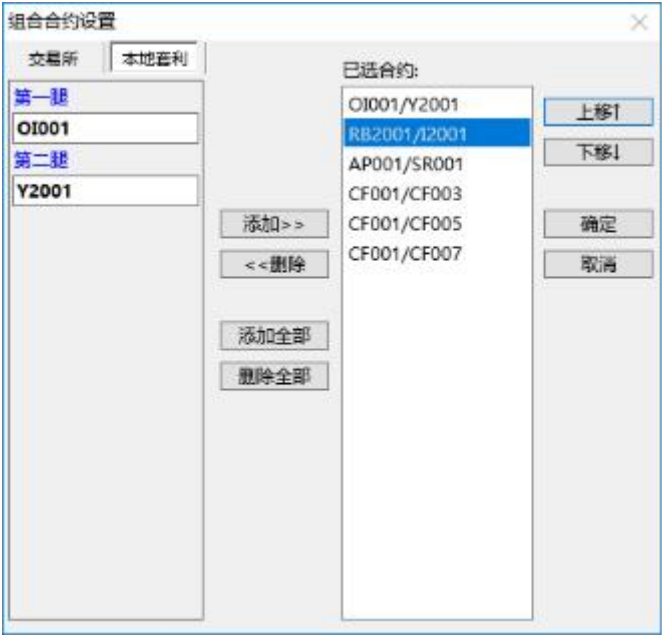 组合合约设置
交易所 本地套利
已选合约:
第一腿
OI001
第二腿
Y2001
添加>>
<<删除
添加全部
删除全部
OI001/Y2001
RB2001/I2001
AP001/SR001
CF001/CF003
CF001/CF005
CF001/CF007
上移↑
下移↓
确定
取消